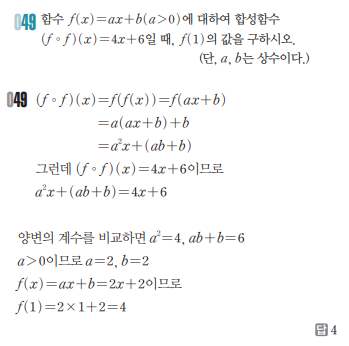 049 함수 f(x)=ax+b(a>0)에 대하여 합성함수
(f∘f)(x)=4x+6일 때, f(1)의 값을 구하시오.
(단, a, b는 상수이다.)
049 (f∘f)(x)=f(f(x))=f(ax+b)
=a(ax+b)+b
=a²x+(ab+b)
그런데 (f∘f)(x)=4x+6이므로
a²x+(ab+b)=4x+6
양변의 계수를 비교하면 a²=4, ab+b=6
a>0이므로 a=2, b=2
f(x)=ax+b=2x+2이므로
f(1)=2×1+2=4
답 4